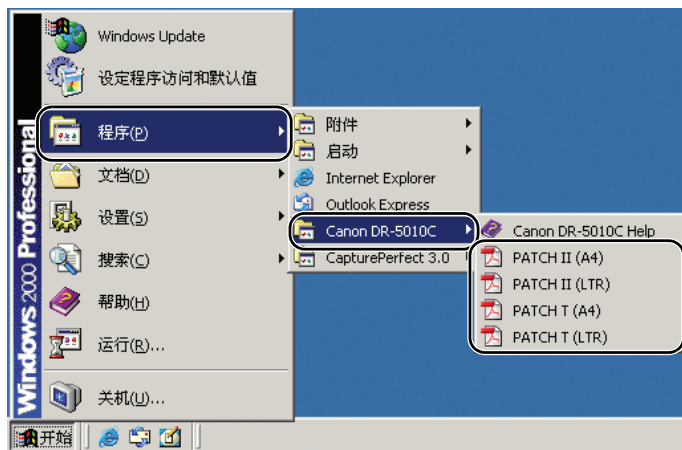 Windows 2000 Professional
Windows Update
设定程序访问和默认值
程序(P)
文档(D)
设置(S)
搜索(C)
帮助(H)
运行(R)...
关机(U)...
附件
启动
Internet Explorer
Outlook Express
Canon DR-5010C
CapturePerfect 3.0
Canon DR-5010C Help
PATCH II (A4)
PATCH II (LTR)
PATCH T (A4)
PATCH T (LTR)
开始